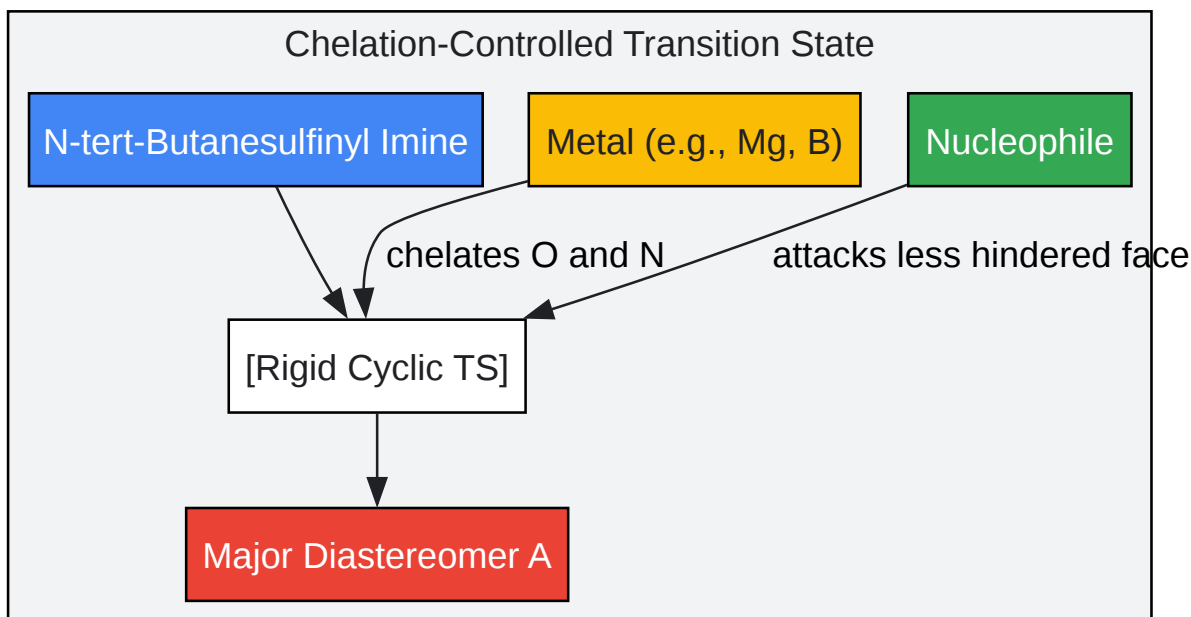 Chelation-Controlled Transition State
N-tert-Butanesulfinyl Imine
Metal (e.g., Mg, B)
Nucleophile
chelates O and N
attacks less hindered face
[Rigid Cyclic TS]
Major Diastereomer A